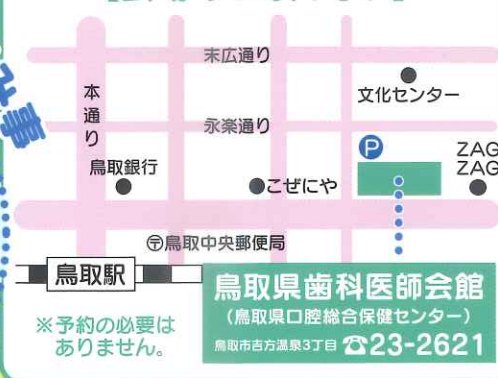 末広通り
文化センター
本通り
永楽通り
鳥取銀行
P
ZAG
ZAG
こぜにや
〶鳥取中央郵便局
鳥取駅
鳥取県歯科医師会館
(鳥取県口腔総合保健センター)
鳥取市吉方温泉3丁目 ☎23-2621
※予約の必要は
ありません。